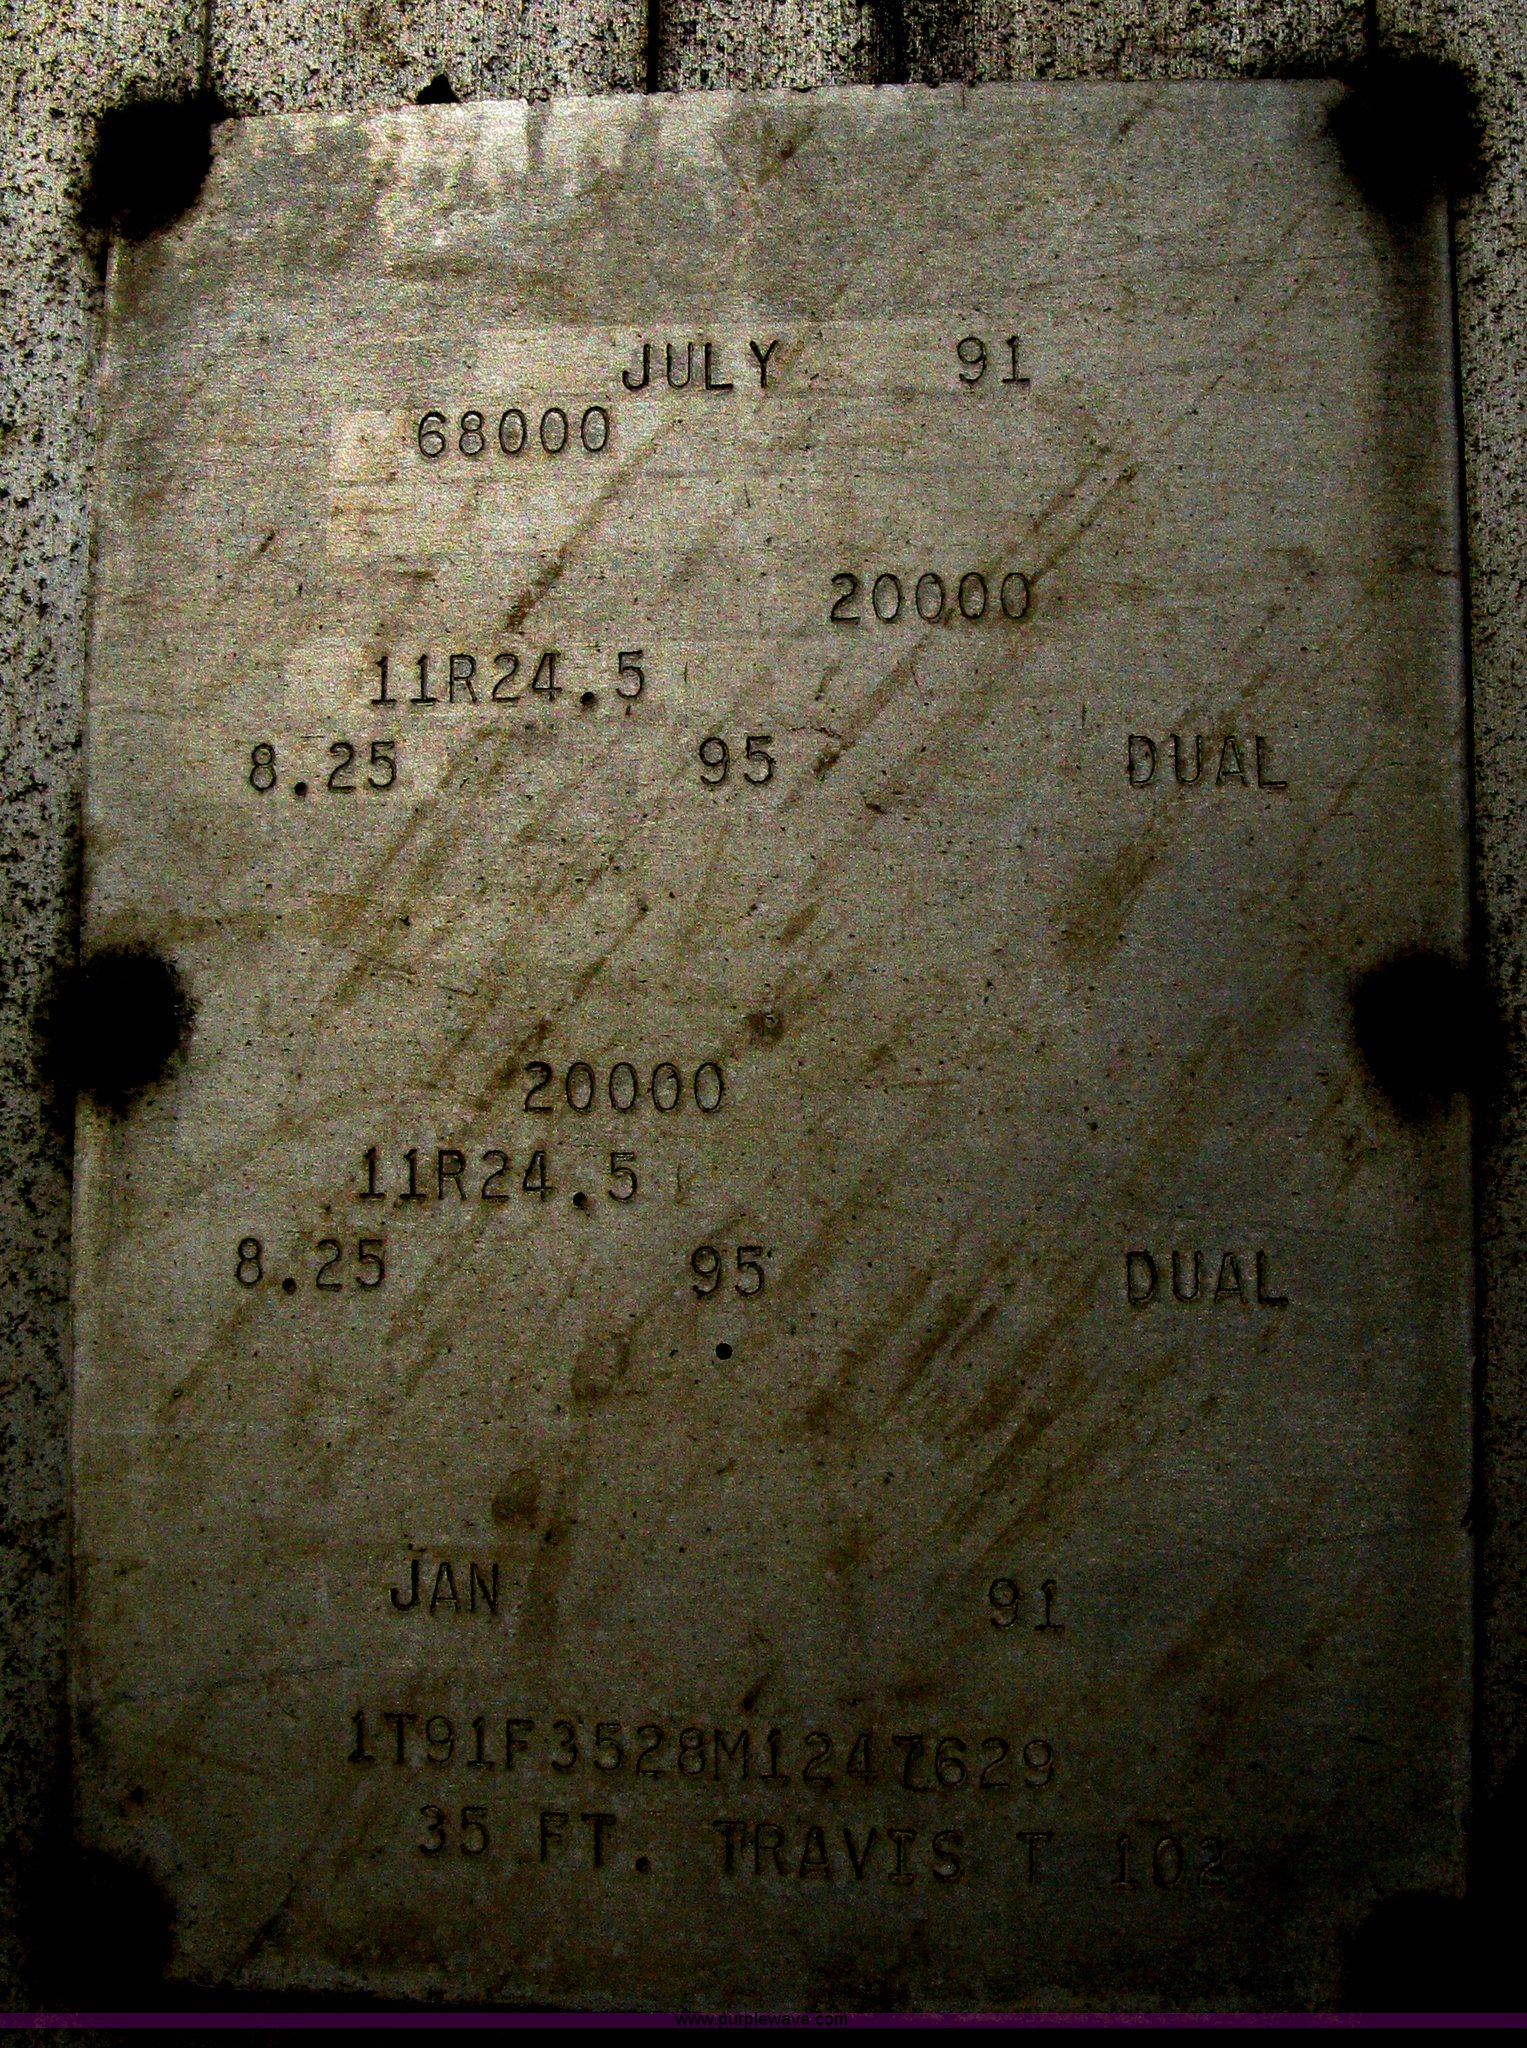 JULY 91
68000
20000
11R24.5
8.25 95 DUAL
20000
11R24.5
8.25 95 DUAL
JAN 91
1T91F3528M1247629
35 FT. TRAVIS T 102
www.purplewave.com